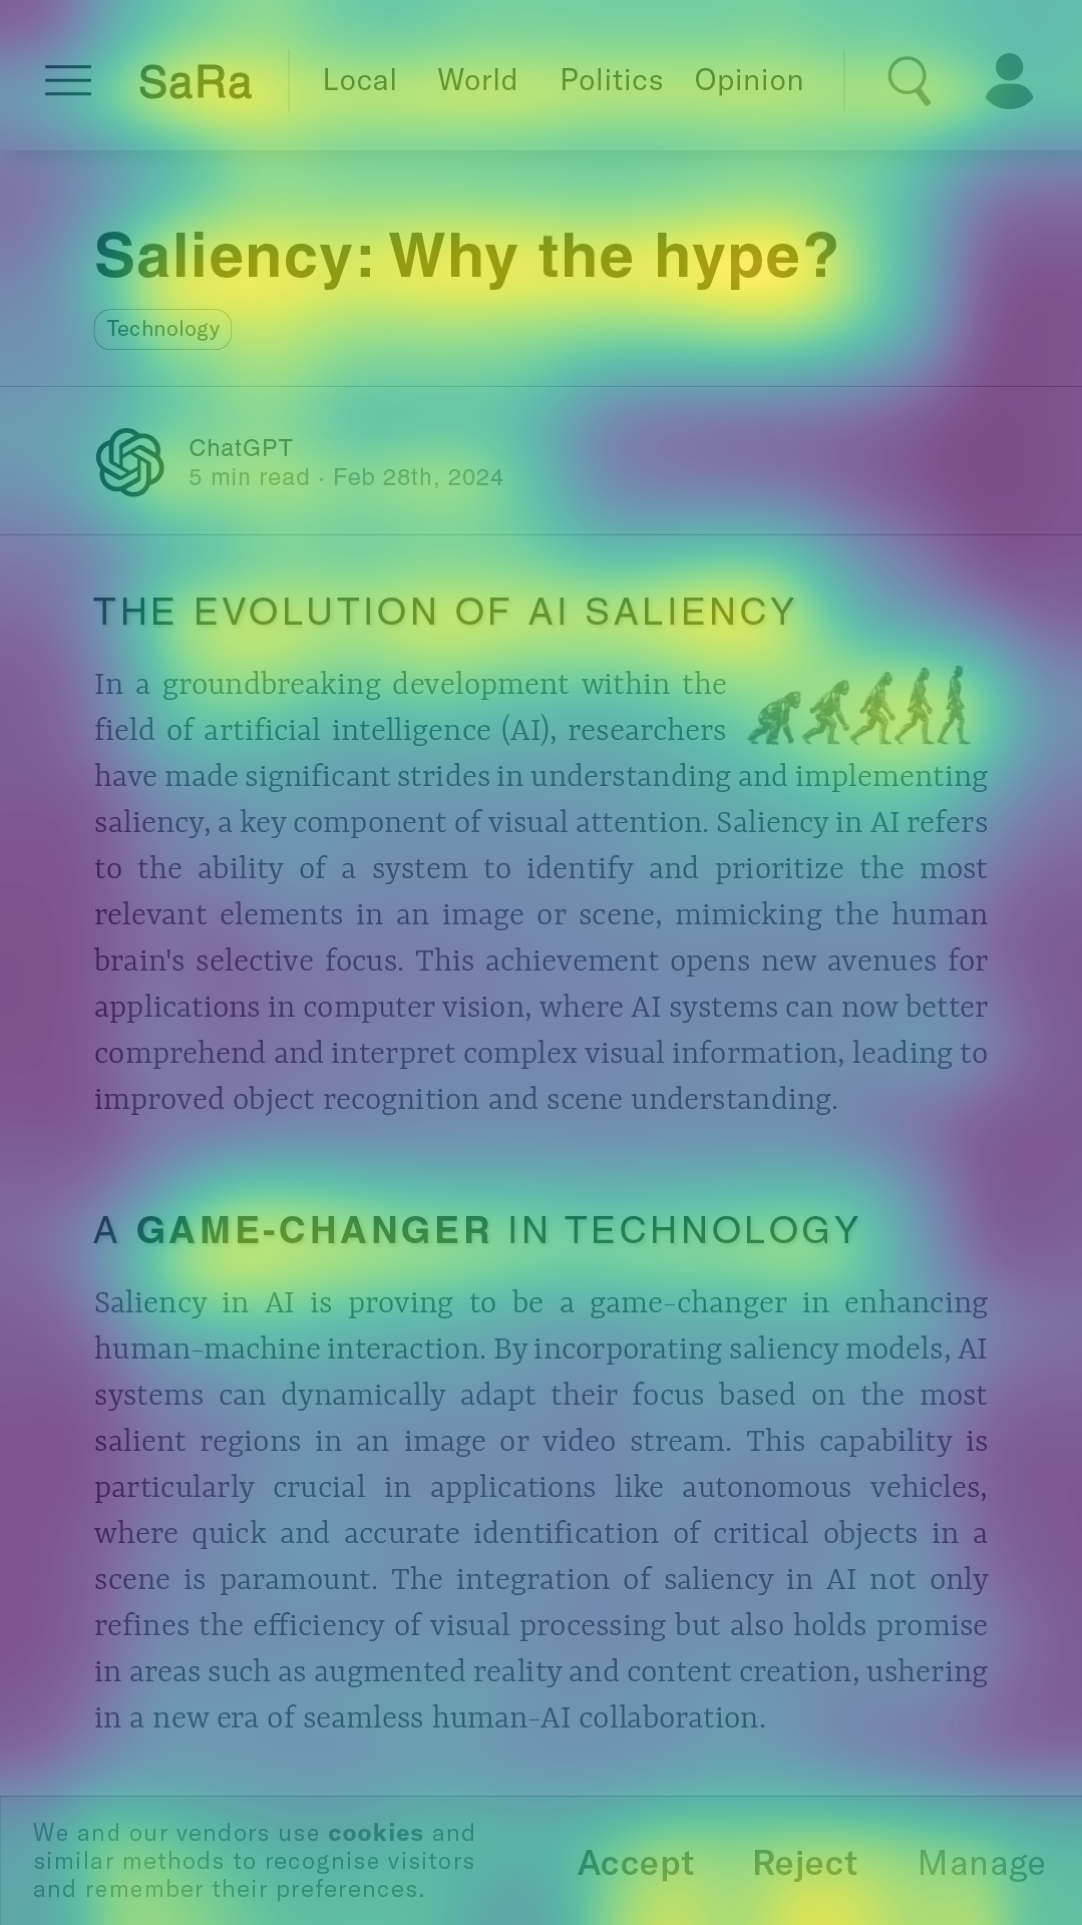 SaRa Local World Politics Opinion
Saliency: Why the hype?
Technology
ChatGPT
5 min read · Feb 28th, 2024
THE EVOLUTION OF AI SALIENCY
In a groundbreaking development within the
field of artificial intelligence (AI), researchers
have made significant strides in understanding and implementing
saliency, a key component of visual attention. Saliency in AI refers
to the ability of a system to identify and prioritize the most
relevant elements in an image or scene, mimicking the human
brain's selective focus. This achievement opens new avenues for
applications in computer vision, where AI systems can now better
comprehend and interpret complex visual information, leading to
improved object recognition and scene understanding.
A GAME-CHANGER IN TECHNOLOGY
Saliency in AI is proving to be a game-changer in enhancing
human-machine interaction. By incorporating saliency models, AI
systems can dynamically adapt their focus based on the most
salient regions in an image or video stream. This capability is
particularly crucial in applications like autonomous vehicles,
where quick and accurate identification of critical objects in a
scene is paramount. The integration of saliency in AI not only
refines the efficiency of visual processing but also holds promise
in areas such as augmented reality and content creation, ushering
in a new era of seamless human-AI collaboration.
We and our vendors use cookies and
similar methods to recognise visitors
and remember their preferences.
Accept Reject Manage